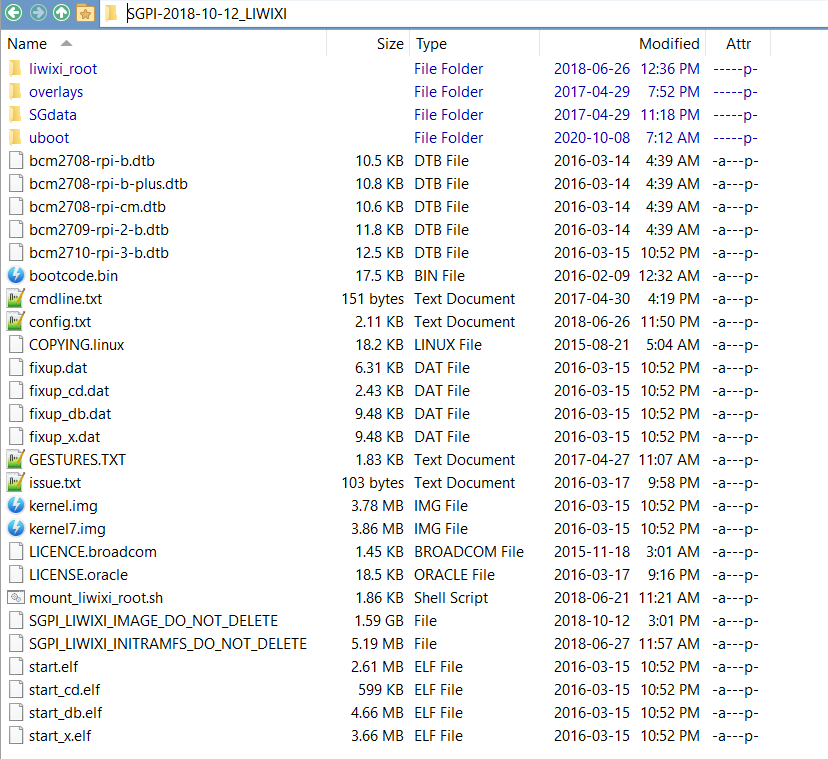 SGPI-2018-10-12_LIWIXI
Name Size Type Modified Attr
liwixi_root File Folder 2018-06-26 12:36 PM -----p-
overlays File Folder 2017-04-29 7:52 PM -----p-
SGdata File Folder 2017-04-29 11:18 PM -----p-
uboot File Folder 2020-10-08 7:12 AM -----p-
bcm2708-rpi-b.dtb 10.5 KB DTB File 2016-03-14 4:39 AM -a---p-
bcm2708-rpi-b-plus.dtb 10.8 KB DTB File 2016-03-14 4:39 AM -a---p-
bcm2708-rpi-cm.dtb 10.6 KB DTB File 2016-03-14 4:39 AM -a---p-
bcm2709-rpi-2-b.dtb 11.8 KB DTB File 2016-03-14 4:39 AM -a---p-
bcm2710-rpi-3-b.dtb 12.5 KB DTB File 2016-03-15 10:52 PM -a---p-
bootcode.bin 17.5 KB BIN File 2016-02-09 12:32 AM -a---p-
cmdline.txt 151 bytes Text Document 2017-04-30 4:19 PM -a---p-
config.txt 2.11 KB Text Document 2018-06-26 11:50 PM -a---p-
COPYING.linux 18.2 KB LINUX File 2015-08-21 5:04 AM -a---p-
fixup.dat 6.31 KB DAT File 2016-03-15 10:52 PM -a---p-
fixup_cd.dat 2.43 KB DAT File 2016-03-15 10:52 PM -a---p-
fixup_db.dat 9.48 KB DAT File 2016-03-15 10:52 PM -a---p-
fixup_x.dat 9.48 KB DAT File 2016-03-15 10:52 PM -a---p-
GESTURES.TXT 1.83 KB Text Document 2017-04-27 11:07 AM -a---p-
issue.txt 103 bytes Text Document 2016-03-17 9:58 PM -a---p-
kernel.img 3.78 MB IMG File 2016-03-15 10:52 PM -a---p-
kernel7.img 3.86 MB IMG File 2016-03-15 10:52 PM -a---p-
LICENCE.broadcom 1.45 KB BROADCOM File 2015-11-18 3:01 AM -a---p-
LICENSE.oracle 18.5 KB ORACLE File 2016-03-17 9:16 PM -a---p-
mount_liwixi_root.sh 1.86 KB Shell Script 2018-06-21 11:21 AM -a---p-
SGPI_LIWIXI_IMAGE_DO_NOT_DELETE 1.59 GB File 2018-10-12 3:01 PM -a---p-
SGPI_LIWIXI_INITRAMFS_DO_NOT_DELETE 5.19 MB File 2018-06-27 11:57 AM -a---p-
start.elf 2.61 MB ELF File 2016-03-15 10:52 PM -a---p-
start_cd.elf 599 KB ELF File 2016-03-15 10:52 PM -a---p-
start_db.elf 4.66 MB ELF File 2016-03-15 10:52 PM -a---p-
start_x.elf 3.66 MB ELF File 2016-03-15 10:52 PM -a---p-